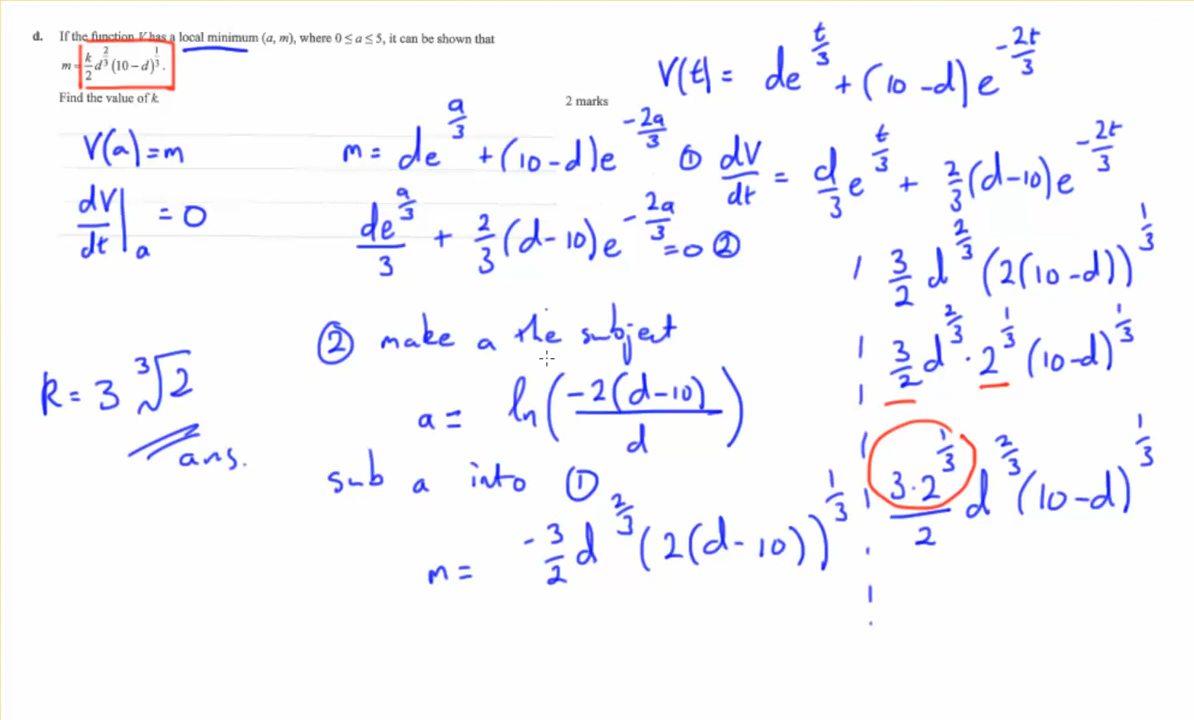 d. If the function V has a local minimum (a, m), where 0 ≤ a ≤ 5, it can be shown that
m = k/2 d^(2/3) (10 – d)^(1/3).
Find the value of k
2 marks
V(t) = de^(t/3) + (10 - d)e^(-2t/3)
V(a) = m
m = de^(a/3) + (10 - d)e^(-2a/3) ①
dV/dt = d/3 e^(t/3) + 2/3 (d - 10)e^(-2t/3)
dV/dt |a = 0
de^(a/3)/3 + 2/3 (d - 10)e^(-2a/3) = 0 ②
3/2 d^(2/3) (2(10 - d))^(1/3)
② make a the subject
3/2 d^(2/3) · 2^(1/3) (10 - d)^(1/3)
k = 3 ∛2
ans.
a = ln(-2(d - 10)/d)
sub a into ①
3·2^(1/3)/2 d^(2/3) (10 - d)^(1/3)
m = -3/2 d^(2/3) (2(d - 10))^(1/3)